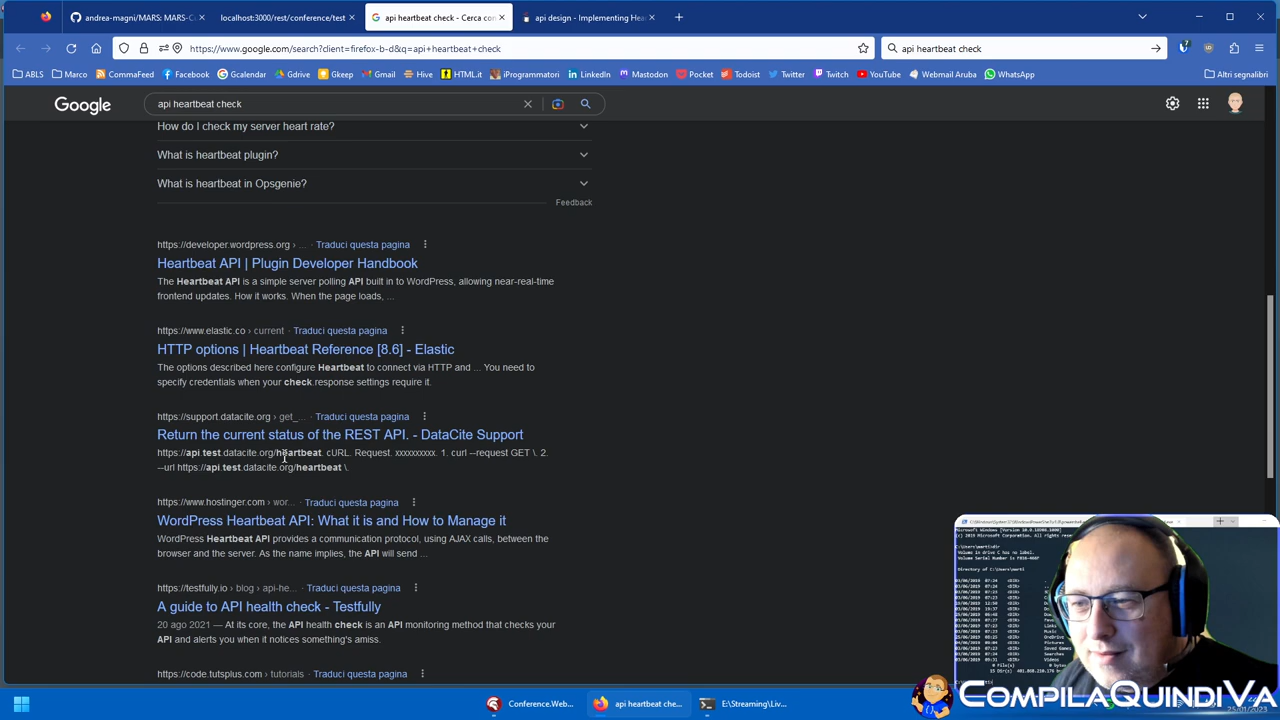 andrea-magni/MARS: MARS-C
localhost:3000/rest/conference/test
api heartbeat check - Cerca co
api design - Implementing Hea
https://www.google.com/search?client=firefox-b-d&q=api+heartbeat+check
api heartbeat check
ABLS
Marco
CommaFeed
Facebook
Gcalendar
Gdrive
Gkeep
Gmail
Hive
HTML.it
iProgrammatori
LinkedIn
Mastodon
Pocket
Todoist
Twitter
Twitch
YouTube
Webmail Aruba
WhatsApp
Altri segnalibri
Google
api heartbeat check
How do I check my server heart rate?
What is heartbeat plugin?
What is heartbeat in Opsgenie?
Feedback
https://developer.wordpress.org › ... · Traduci questa pagina
Heartbeat API | Plugin Developer Handbook
The Heartbeat API is a simple server polling API built in to WordPress, allowing near-real-time
frontend updates. How it works. When the page loads, ...
https://www.elastic.co › current · Traduci questa pagina
HTTP options | Heartbeat Reference [8.6] - Elastic
The options described here configure Heartbeat to connect via HTTP and ... You need to
specify credentials when your check.response settings require it.
https://support.datacite.org › get_... · Traduci questa pagina
Return the current status of the REST API. - DataCite Support
https://api.test.datacite.org/heartbeat. cURL. Request. xxxxxxxxxx. 1. curl --request GET \. 2.
--url https://api.test.datacite.org/heartbeat \.
https://www.hostinger.com › wor... · Traduci questa pagina
WordPress Heartbeat API: What it is and How to Manage it
WordPress Heartbeat API provides a communication protocol, using AJAX calls, between the
browser and the server. As the name implies, the API will send ...
https://testfully.io › blog › api-he... · Traduci questa pagina
A guide to API health check - Testfully
20 ago 2021 — At its core, an API health check is an API monitoring method that checks your
API and alerts you when it notices something's amiss.
https://code.tutsplus.com › tutorials · Traduci questa pagina
COMPILAQUINDIVA
Conference.Web...
api heartbeat che...
E:\Streaming\Liv...
25/01/2023